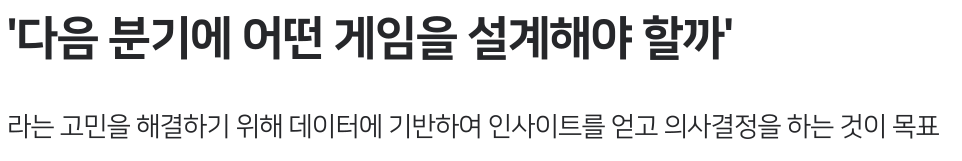 '다음 분기에 어떤 게임을 설계해야 할까'
라는 고민을 해결하기 위해 데이터에 기반하여 인사이트를 얻고 의사결정을 하는 것이 목표